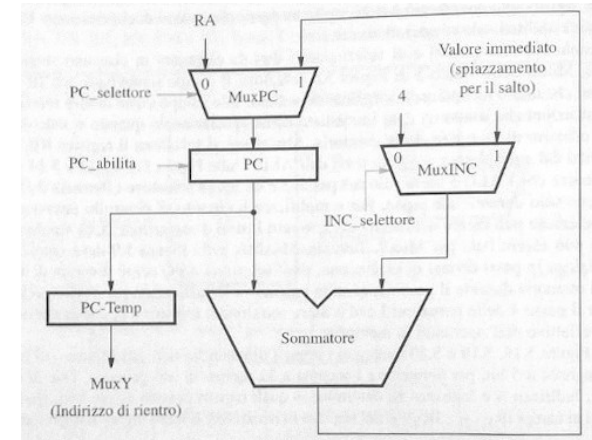 RA
0 1
PC_selettore
MuxPC
Valore immediato
(spiazzamento
per il salto)
4
PC_abilita
PC
0 1
MuxINC
INC_selettore
PC-Temp
Sommatore
MuxY
(Indirizzo di rientro)